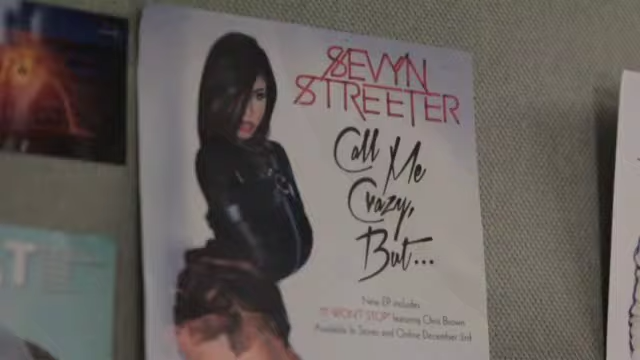 SEVYN
STREETER
Call Me
Crazy,
But...
New EP includes
"IT WON'T STOP" featuring Chris Brown
Available In Stores and Online December 3rd
T